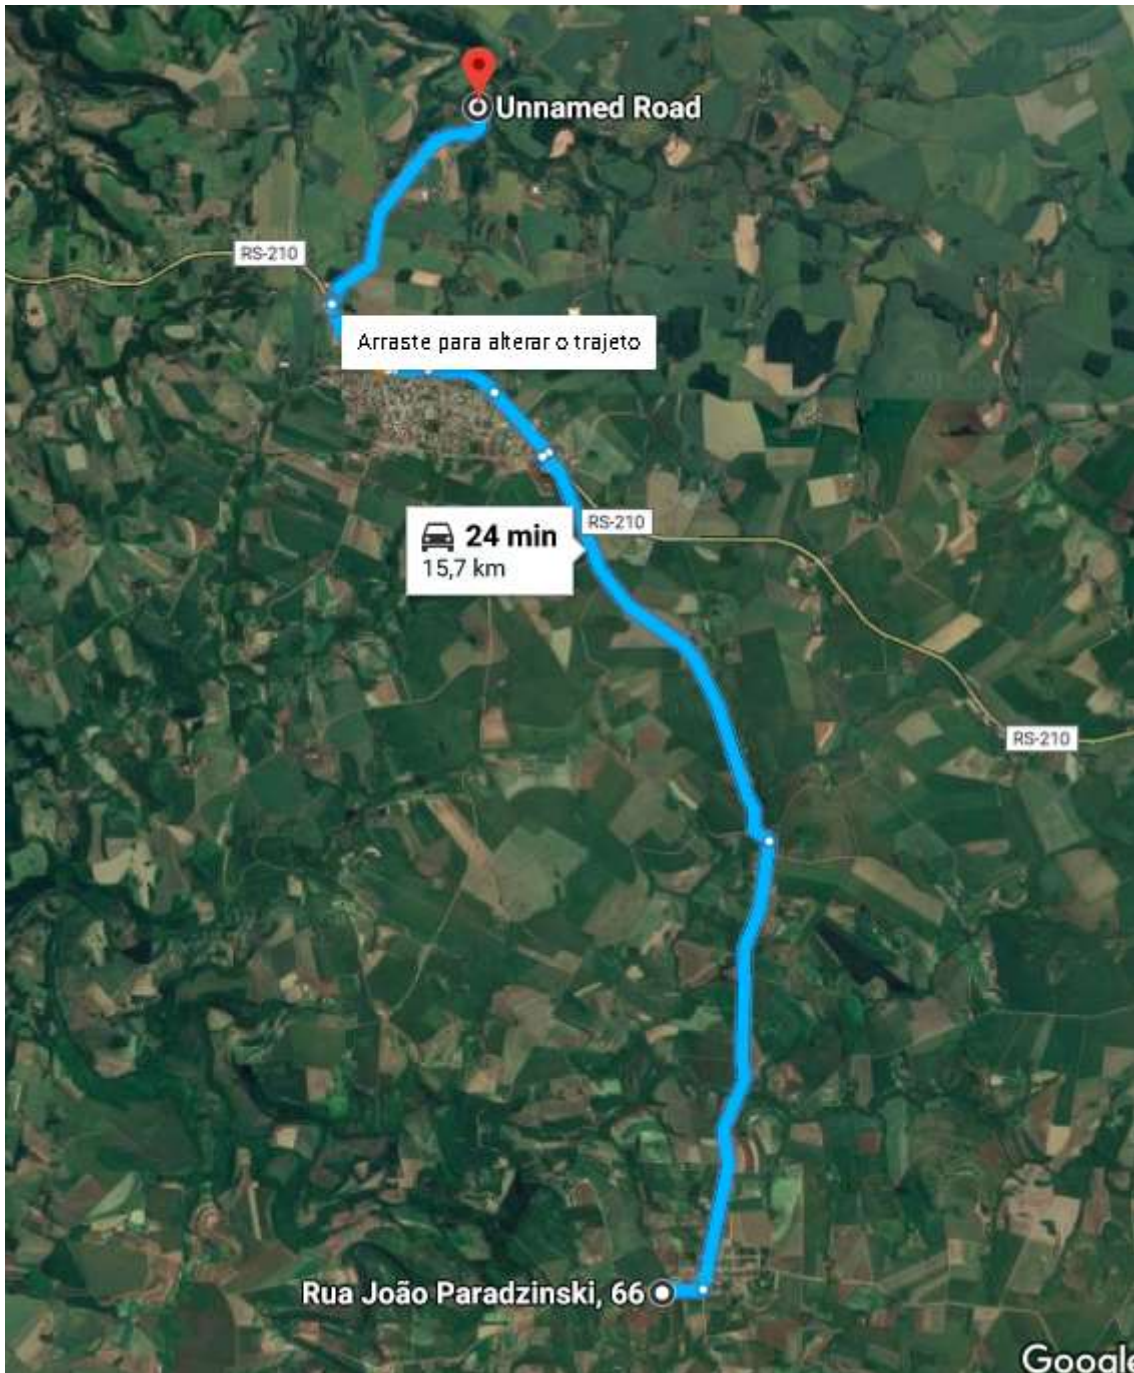 Unnamed Road
RS-210
Arraste para alterar o trajeto
RS-210
24 min
15,7 km
RS-210
Rua João Paradzinski, 66
Google